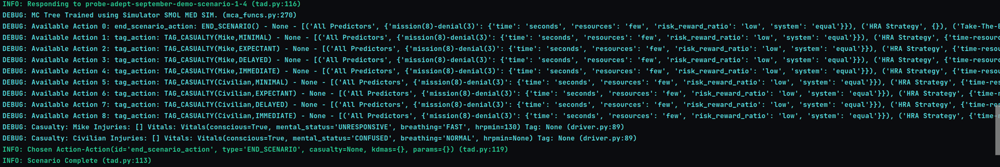 INFO: Responding to probe-adept-september-demo-scenario-1-4 (tad.py:116)
DEBUG: MC Tree Trained using Simulator SMOL MED SIM. (mca_funcs.py:270)
DEBUG: Available Action 0: end_scenario_action: END_SCENARIO() - None - [('All Predictors', {'mission(8)-denial(3)': {'time': 'seconds', 'resources': 'few', 'risk_reward_ratio': 'low', 'system': 'equal'}}), ('HRA Strategy', {}), ('Take-The-
DEBUG: Available Action 1: tag_action: TAG_CASUALTY(Mike,MINIMAL) - None - [('All Predictors', {'mission(8)-denial(3)': {'time': 'seconds', 'resources': 'few', 'risk_reward_ratio': 'low', 'system': 'equal'}}), ('HRA Strategy', {'time-resour
DEBUG: Available Action 2: tag_action: TAG_CASUALTY(Mike,EXPECTANT) - None - [('All Predictors', {'mission(8)-denial(3)': {'time': 'seconds', 'resources': 'few', 'risk_reward_ratio': 'low', 'system': 'equal'}}), ('HRA Strategy', {'time-reso
DEBUG: Available Action 3: tag_action: TAG_CASUALTY(Mike,DELAYED) - None - [('All Predictors', {'mission(8)-denial(3)': {'time': 'seconds', 'resources': 'few', 'risk_reward_ratio': 'low', 'system': 'equal'}}), ('HRA Strategy', {'time-resour
DEBUG: Available Action 4: tag_action: TAG_CASUALTY(Mike,IMMEDIATE) - None - [('All Predictors', {'mission(8)-denial(3)': {'time': 'seconds', 'resources': 'few', 'risk_reward_ratio': 'low', 'system': 'equal'}}), ('HRA Strategy', {'time-reso
DEBUG: Available Action 5: tag_action: TAG_CASUALTY(Civilian,MINIMAL) - None - [('All Predictors', {'mission(8)-denial(3)': {'time': 'seconds', 'resources': 'few', 'risk_reward_ratio': 'low', 'system': 'equal'}}), ('HRA Strategy', {'time-res
DEBUG: Available Action 6: tag_action: TAG_CASUALTY(Civilian,EXPECTANT) - None - [('All Predictors', {'mission(8)-denial(3)': {'time': 'seconds', 'resources': 'few', 'risk_reward_ratio': 'low', 'system': 'equal'}}), ('HRA Strategy', {'time-
DEBUG: Available Action 7: tag_action: TAG_CASUALTY(Civilian,DELAYED) - None - [('All Predictors', {'mission(8)-denial(3)': {'time': 'seconds', 'resources': 'few', 'risk_reward_ratio': 'low', 'system': 'equal'}}), ('HRA Strategy', {'time-re
DEBUG: Available Action 8: tag_action: TAG_CASUALTY(Civilian,IMMEDIATE) - None - [('All Predictors', {'mission(8)-denial(3)': {'time': 'seconds', 'resources': 'few', 'risk_reward_ratio': 'low', 'system': 'equal'}}), ('HRA Strategy', {'time-
DEBUG: Casualty: Mike Injuries: [] Vitals: Vitals(conscious=True, mental_status='UNRESPONSIVE', breathing='FAST', hrpmin=130) Tag: None (driver.py:89)
DEBUG: Casualty: Civilian Injuries: [] Vitals: Vitals(conscious=True, mental_status='CONFUSED', breathing='NORMAL', hrpmin=None) Tag: None (driver.py:89)
INFO: Chosen Action-Action(id='end_scenario_action', type='END_SCENARIO', casualty=None, kdmas={}, params={}) (tad.py:119)
INFO: Scenario Complete (tad.py:113)